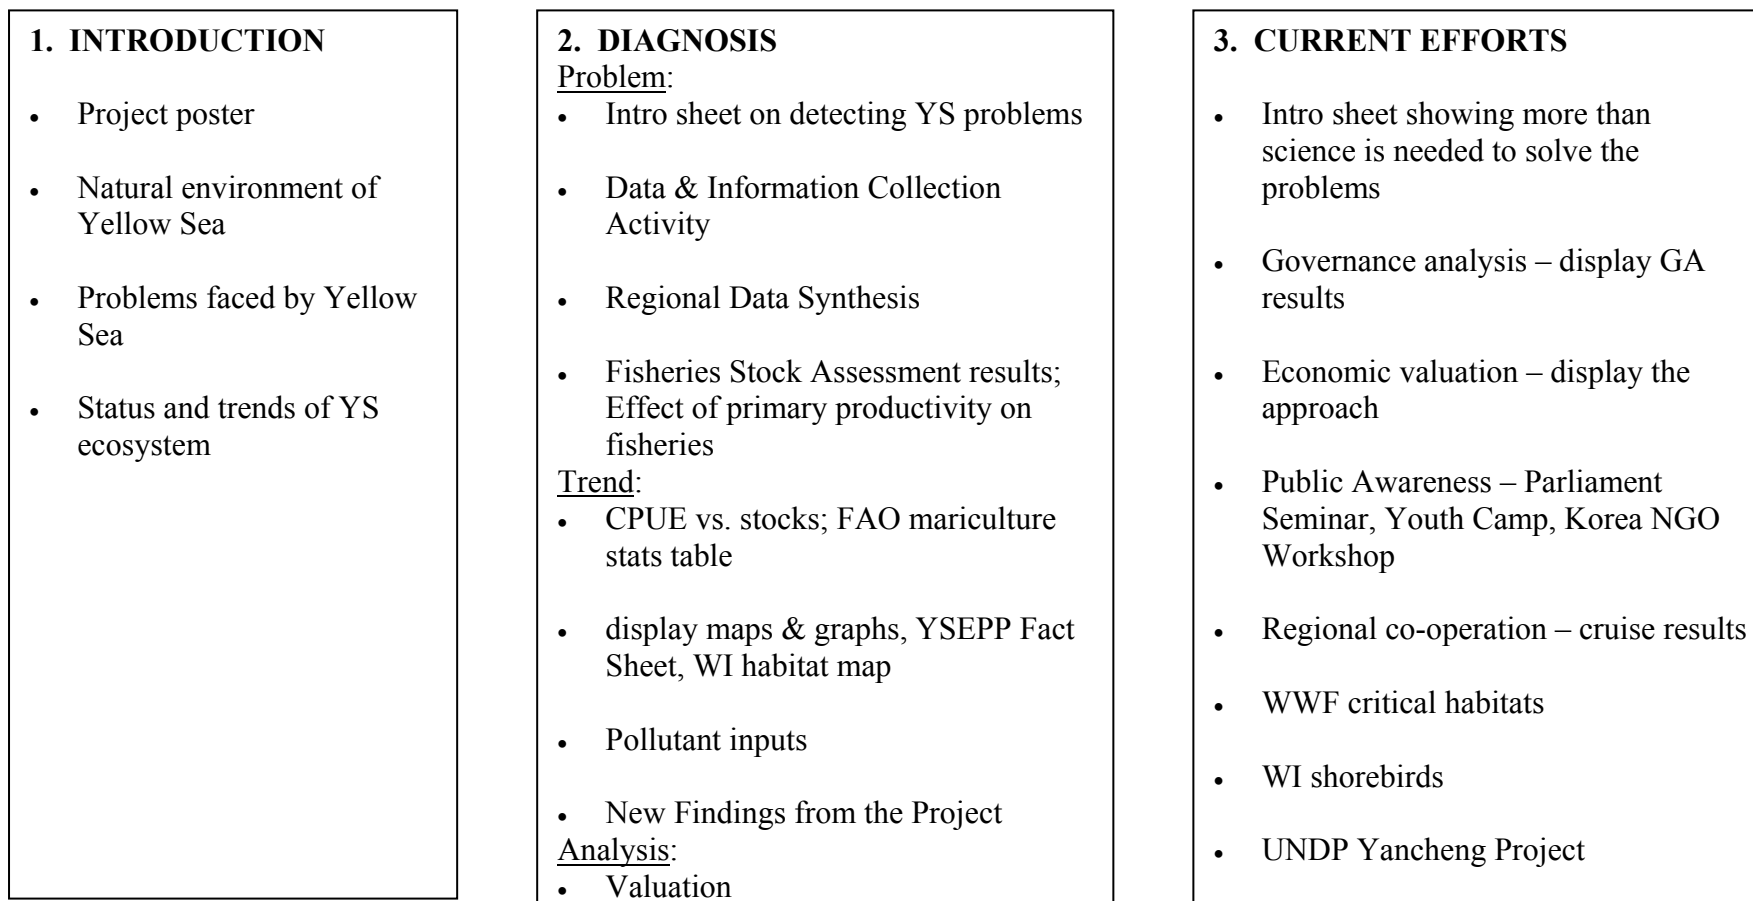 1. INTRODUCTION
• Project poster
• Natural environment of
Yellow Sea
• Problems faced by Yellow
Sea
• Status and trends of YS
ecosystem
2. DIAGNOSIS
Problem:
• Intro sheet on detecting YS problems
• Data & Information Collection
Activity
• Regional Data Synthesis
• Fisheries Stock Assessment results;
Effect of primary productivity on
fisheries
Trend:
• CPUE vs. stocks; FAO mariculture
stats table
• display maps & graphs, YSEPP Fact
Sheet, WI habitat map
• Pollutant inputs
• New Findings from the Project
Analysis:
• Valuation
3. CURRENT EFFORTS
• Intro sheet showing more than
science is needed to solve the
problems
• Governance analysis – display GA
results
• Economic valuation – display the
approach
• Public Awareness – Parliament
Seminar, Youth Camp, Korea NGO
Workshop
• Regional co-operation – cruise results
• WWF critical habitats
• WI shorebirds
• UNDP Yancheng Project